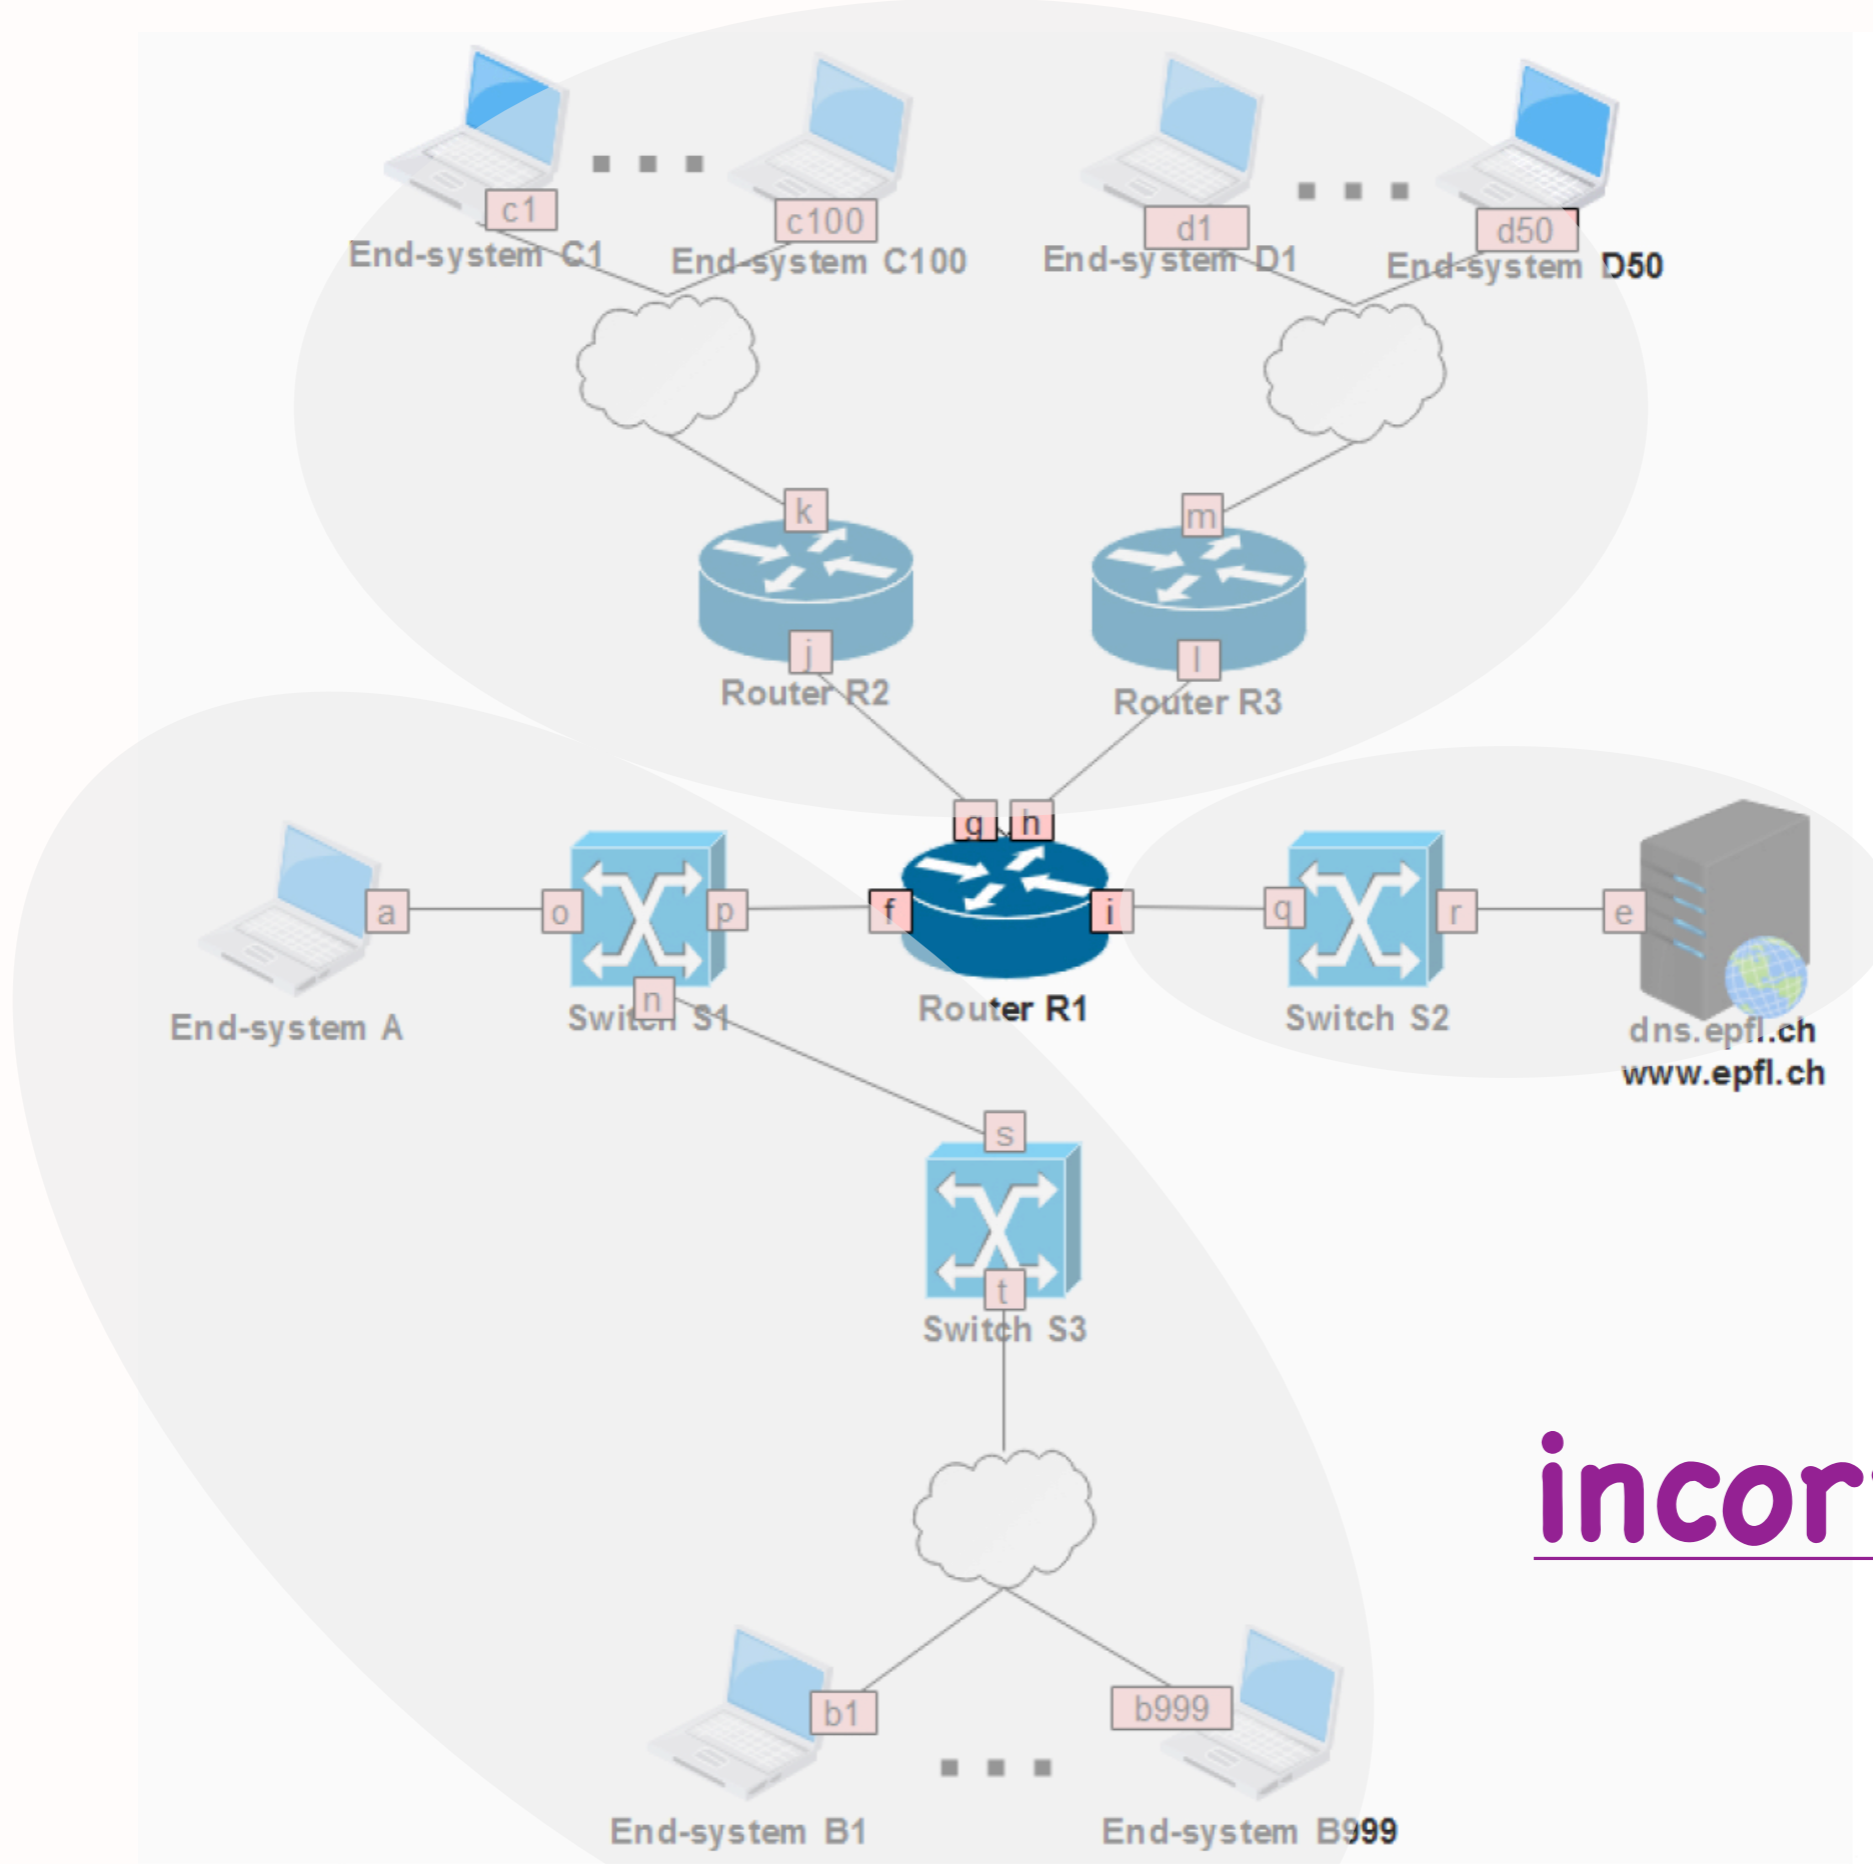 c1
c100
d1
d50
End-system C1
End-system C100
End-system D1
End-system D50
k
m
j
l
Router R2
Router R3
g
h
a
o
p
f
i
q
r
e
n
End-system A
Switch S1
Router R1
Switch S2
dns.epfl.ch
www.epfl.ch
s
t
Switch S3
b1
b999
End-system B1
End-system B999